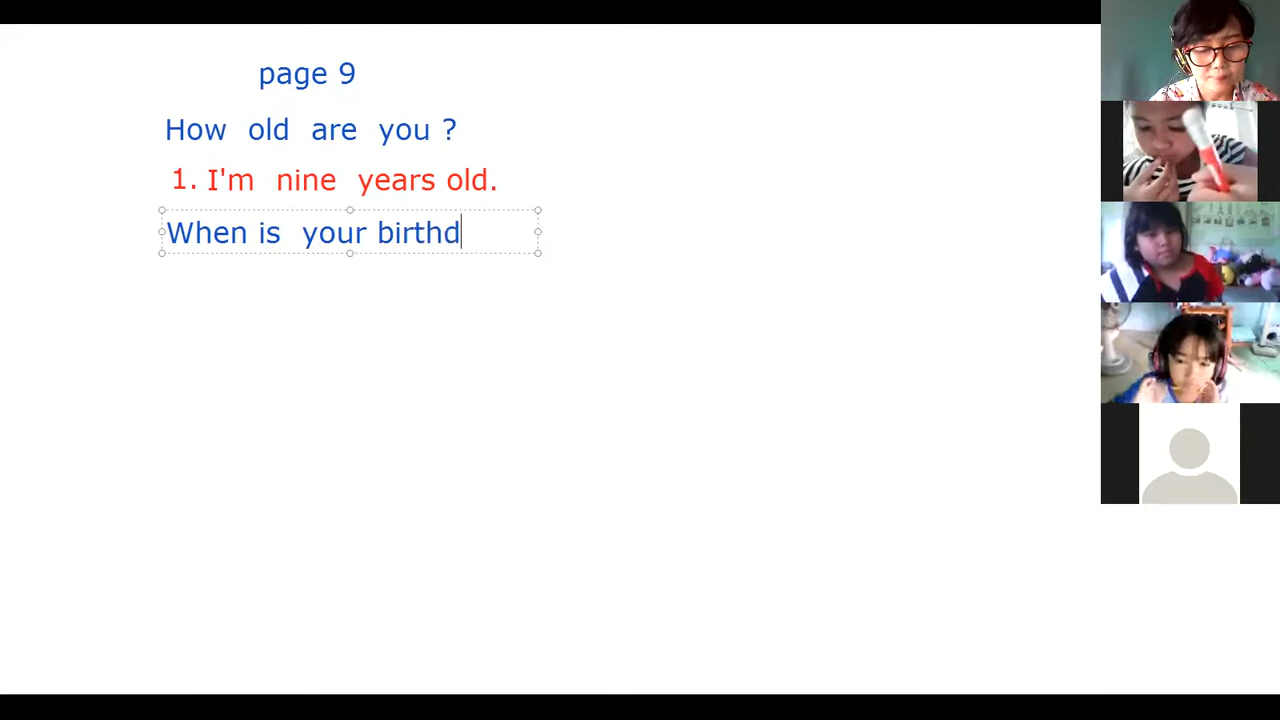 page 9
How old are you ?
1. I'm nine years old.
When is your birthd